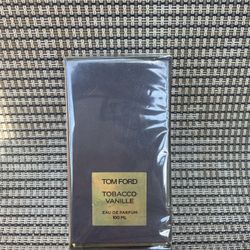 TOM FORD
TOBACCO
VANILLE
EAU DE PARFUM
100 ML